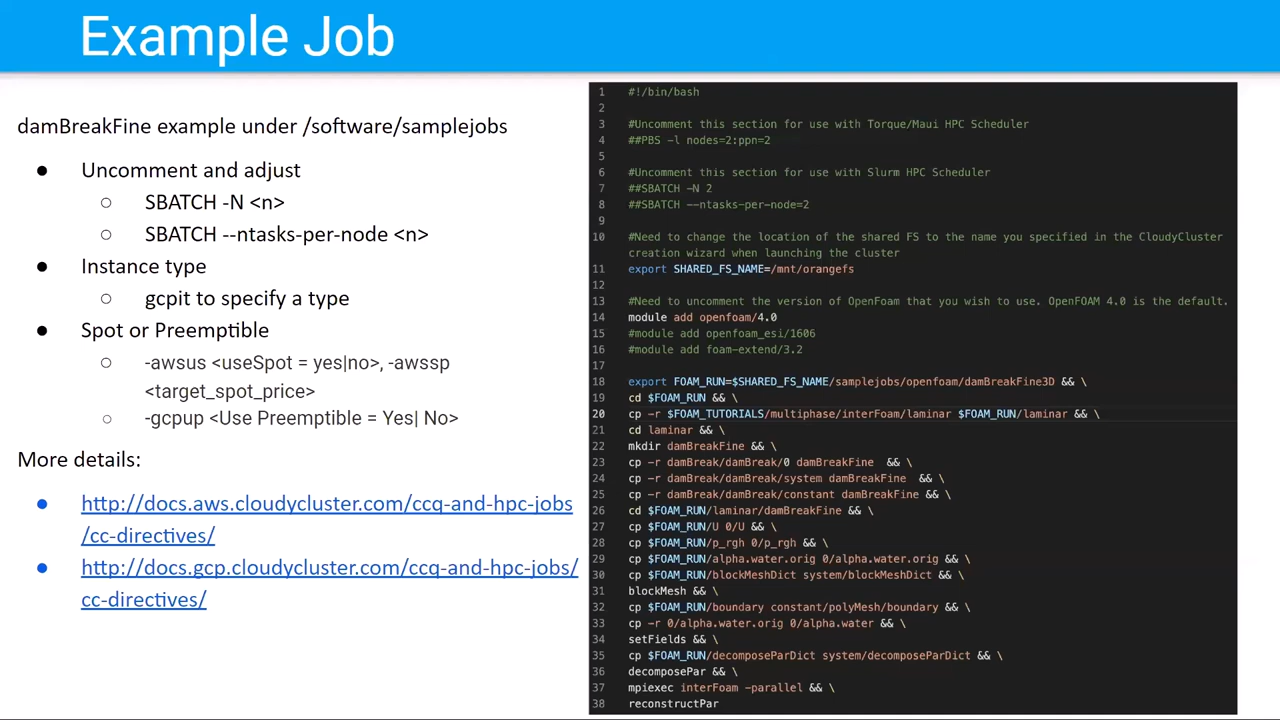 Example Job
damBreakFine example under /software/samplejobs
● Uncomment and adjust
○ SBATCH -N <n>
○ SBATCH --ntasks-per-node <n>
● Instance type
○ gcpit to specify a type
● Spot or Preemptible
○ -awsus <useSpot = yes|no>, -awssp
<target_spot_price>
○ -gcpup <Use Preemptible = Yes| No>
More details:
● http://docs.aws.cloudycluster.com/ccq-and-hpc-jobs
/cc-directives/
● http://docs.gcp.cloudycluster.com/ccq-and-hpc-jobs/
cc-directives/
1 #!/bin/bash
2
3 #Uncomment this section for use with Torque/Maui HPC Scheduler
4 ##PBS -l nodes=2:ppn=2
5
6 #Uncomment this section for use with Slurm HPC Scheduler
7 ##SBATCH -N 2
8 ##SBATCH --ntasks-per-node=2
9
10 #Need to change the location of the shared FS to the name you specified in the CloudyCluster
creation wizard when launching the cluster
11 export SHARED_FS_NAME=/mnt/orangefs
12
13 #Need to uncomment the version of OpenFoam that you wish to use. OpenFOAM 4.0 is the default.
14 module add openfoam/4.0
15 #module add openfoam_esi/1606
16 #module add foam-extend/3.2
17
18 export FOAM_RUN=$SHARED_FS_NAME/samplejobs/openfoam/damBreakFine3D && \
19 cd $FOAM_RUN && \
20 cp -r $FOAM_TUTORIALS/multiphase/interFoam/laminar $FOAM_RUN/laminar && \
21 cd laminar && \
22 mkdir damBreakFine && \
23 cp -r damBreak/damBreak/0 damBreakFine  && \
24 cp -r damBreak/damBreak/system damBreakFine  && \
25 cp -r damBreak/damBreak/constant damBreakFine && \
26 cd $FOAM_RUN/laminar/damBreakFine && \
27 cp $FOAM_RUN/U 0/U && \
28 cp $FOAM_RUN/p_rgh 0/p_rgh && \
29 cp $FOAM_RUN/alpha.water.orig 0/alpha.water.orig && \
30 cp $FOAM_RUN/blockMeshDict system/blockMeshDict && \
31 blockMesh && \
32 cp $FOAM_RUN/boundary constant/polyMesh/boundary && \
33 cp -r 0/alpha.water.orig 0/alpha.water && \
34 setFields && \
35 cp $FOAM_RUN/decomposeParDict system/decomposeParDict && \
36 decomposePar && \
37 mpiexec interFoam -parallel && \
38 reconstructPar